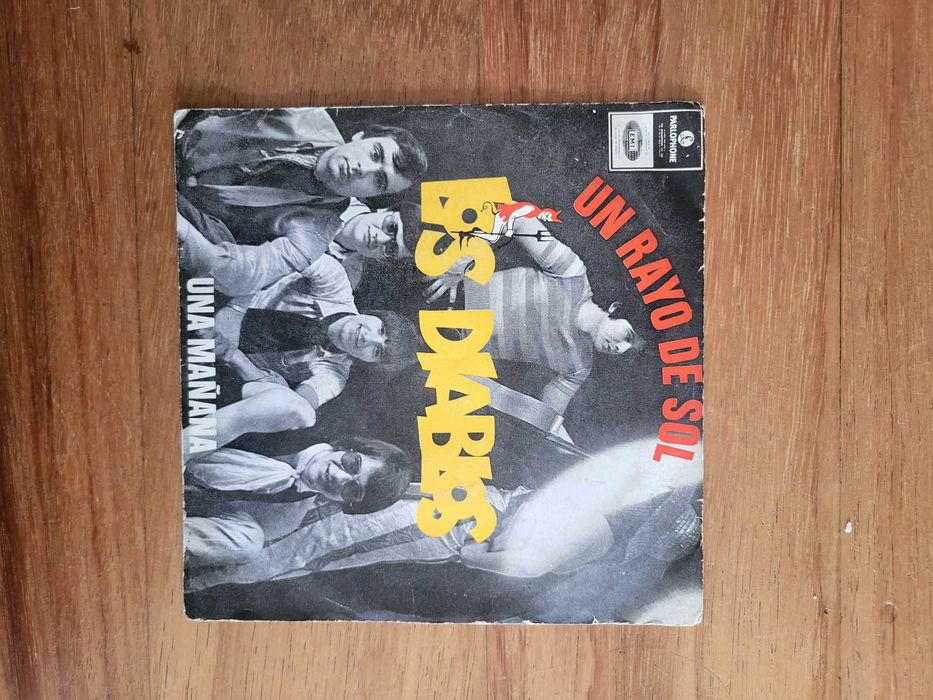 UN RAYO DE SOL
PARLOPHONE
EMI
LOS DIABLOS
UNA MAÑANA